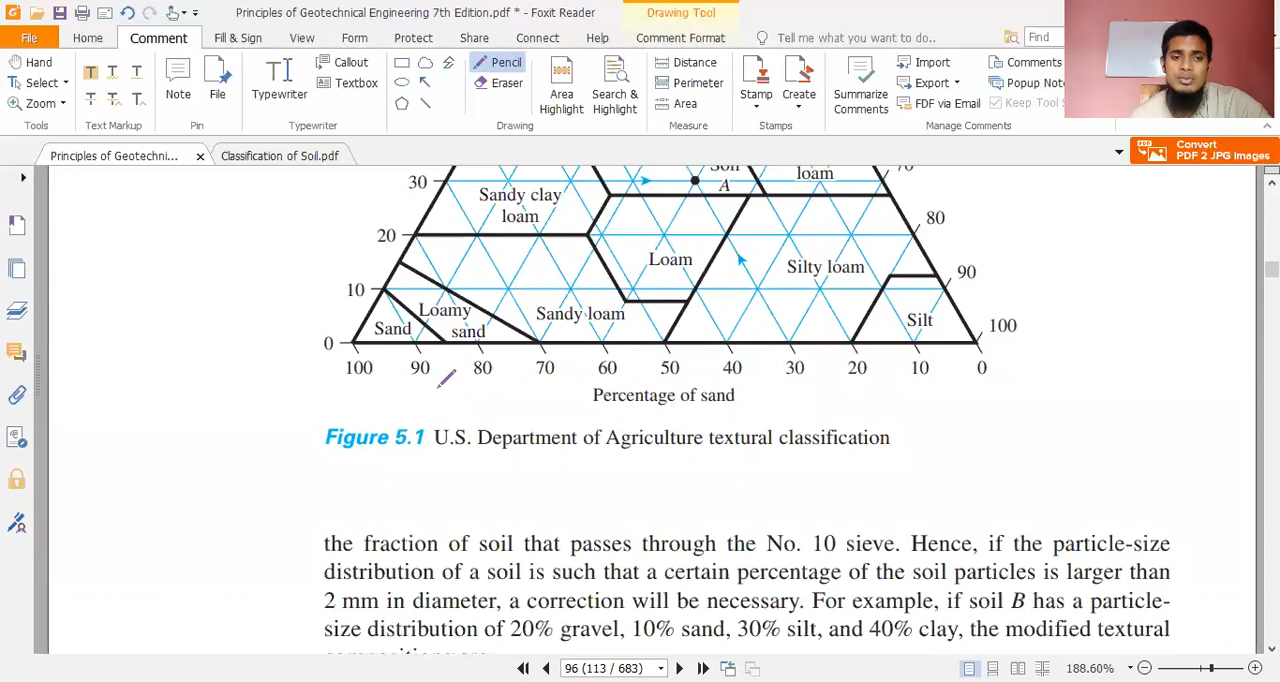 Principles of Geotechnical Engineering 7th Edition.pdf * - Foxit Reader
Drawing Tool
File
Home
Comment
Fill & Sign
View
Form
Protect
Share
Connect
Help
Comment Format
Tell me what you want to do..
Find
Hand
Select
Zoom
Tools
Text Markup
Note
File
Pin
Typewriter
Callout
Textbox
Typewriter
Pencil
Eraser
Area Highlight
Search & Highlight
Drawing
Distance
Perimeter
Area
Measure
Stamp
Create
Stamps
Summarize Comments
Import
Export
FDF via Email
Comments
Popup Note
Keep Tool S
Manage Comments
Principles of Geotechni...
Classification of Soil.pdf
Convert
PDF 2 JPG Images
30
20
10
0
Sandy clay
loam
Soil
A
loam
70
80
90
100
Loam
Silty loam
Loamy
sand
Sand
Sandy loam
Silt
100 90 80 70 60 50 40 30 20 10 0
Percentage of sand
Figure 5.1 U.S. Department of Agriculture textural classification
the fraction of soil that passes through the No. 10 sieve. Hence, if the particle-size
distribution of a soil is such that a certain percentage of the soil particles is larger than
2 mm in diameter, a correction will be necessary. For example, if soil B has a particle-
size distribution of 20% gravel, 10% sand, 30% silt, and 40% clay, the modified textural
96 (113 / 683)
188.60%